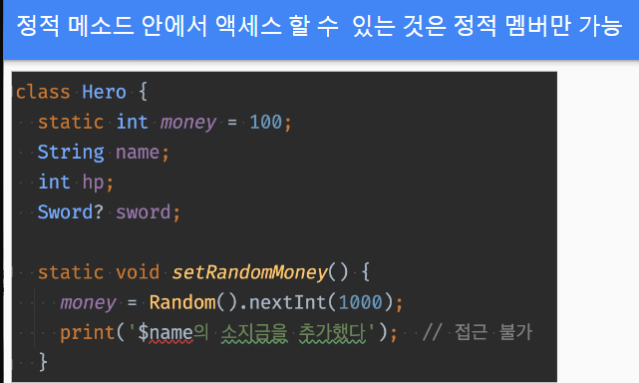 정적 메소드 안에서 액세스 할 수 있는 것은 정적 멤버만 가능
class Hero {
static int money = 100;
String name;
int hp;
Sword? sword;
static void setRandomMoney() {
money = Random().nextInt(1000);
print('$name의 소지금을 추가했다'); // 접근 불가
}